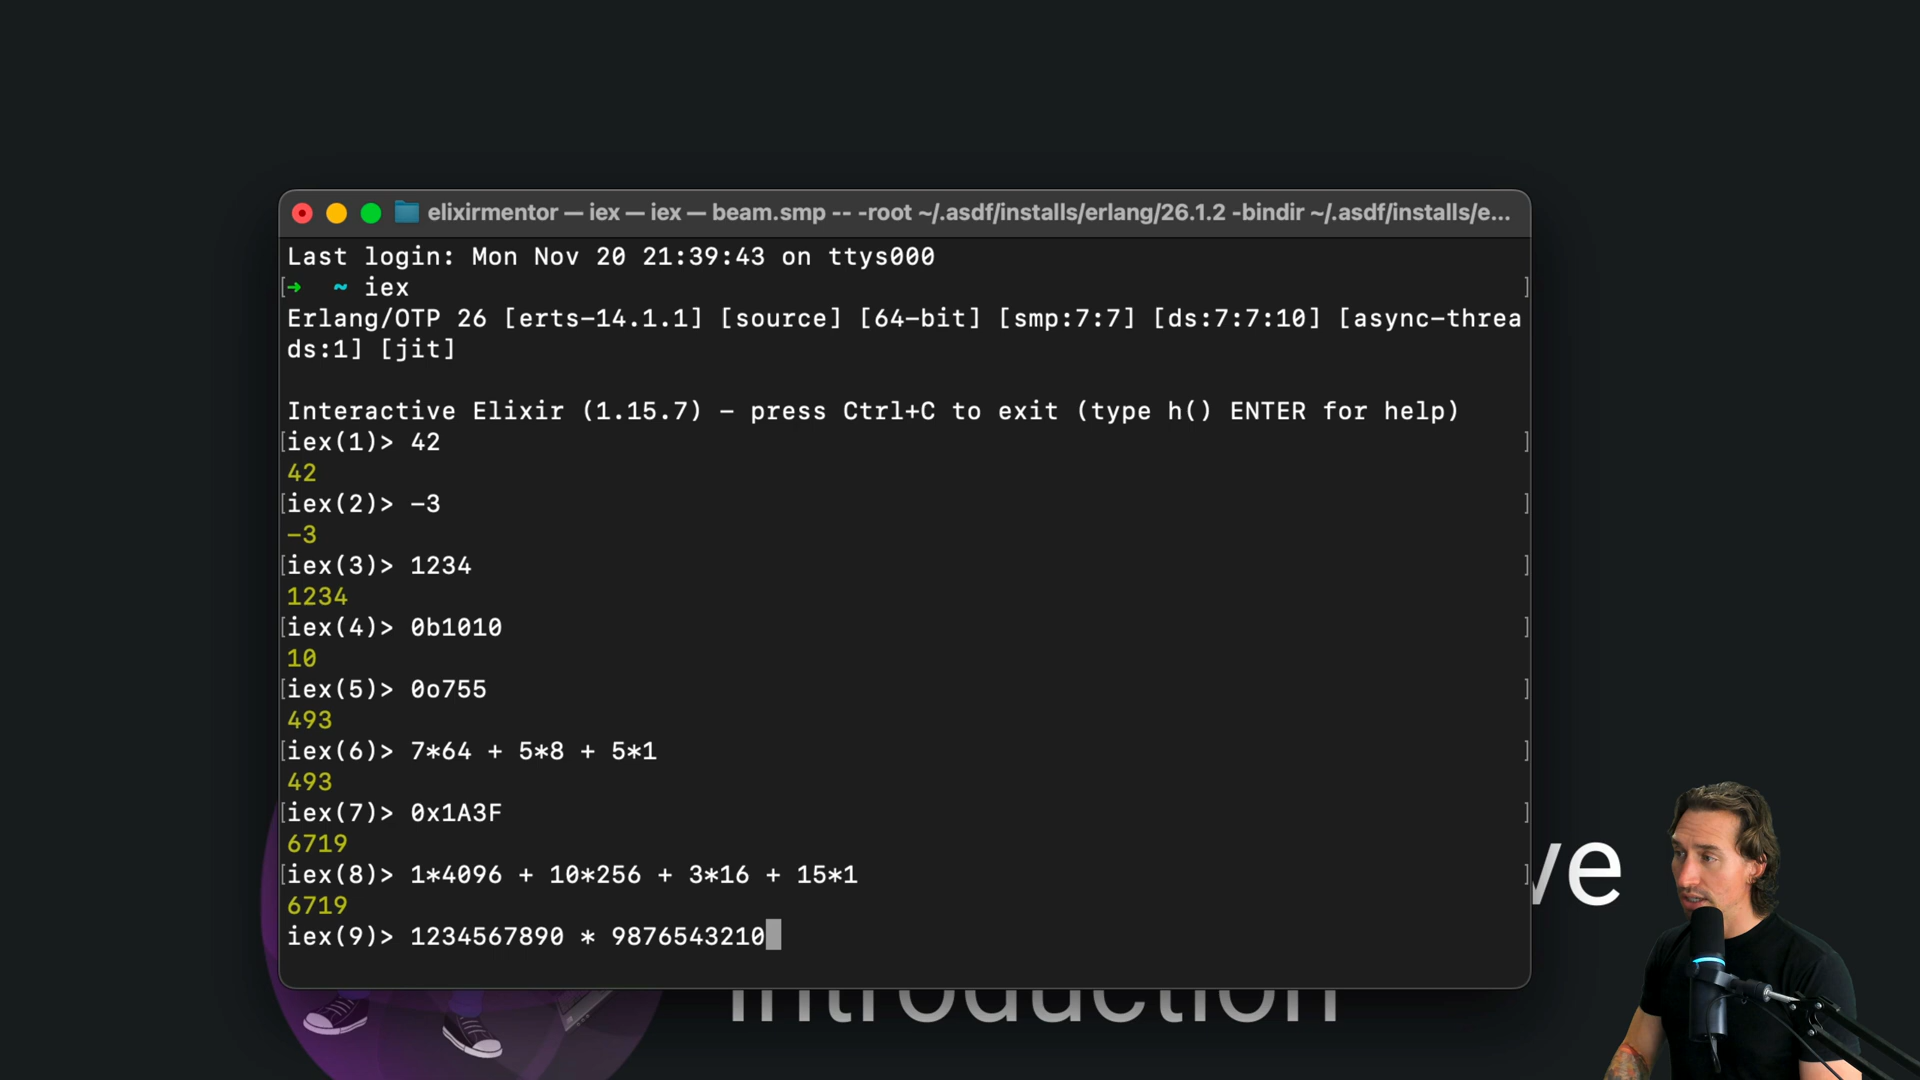 elixirmentor — iex — iex — beam.smp -- -root ~/.asdf/installs/erlang/26.1.2 -bindir ~/.asdf/installs/e...
Last login: Mon Nov 20 21:39:43 on ttys000
[➜  ~ iex ]
Erlang/OTP 26 [erts-14.1.1] [source] [64-bit] [smp:7:7] [ds:7:7:10] [async-threa
ds:1] [jit]
Interactive Elixir (1.15.7) - press Ctrl+C to exit (type h() ENTER for help)
[iex(1)> 42 ]
42
[iex(2)> -3 ]
-3
[iex(3)> 1234 ]
1234
[iex(4)> 0b1010 ]
10
[iex(5)> 0o755 ]
493
[iex(6)> 7*64 + 5*8 + 5*1 ]
493
[iex(7)> 0x1A3F ]
6719
[iex(8)> 1*4096 + 10*256 + 3*16 + 15*1 ]
6719
iex(9)> 1234567890 * 9876543210
ve
Introduction